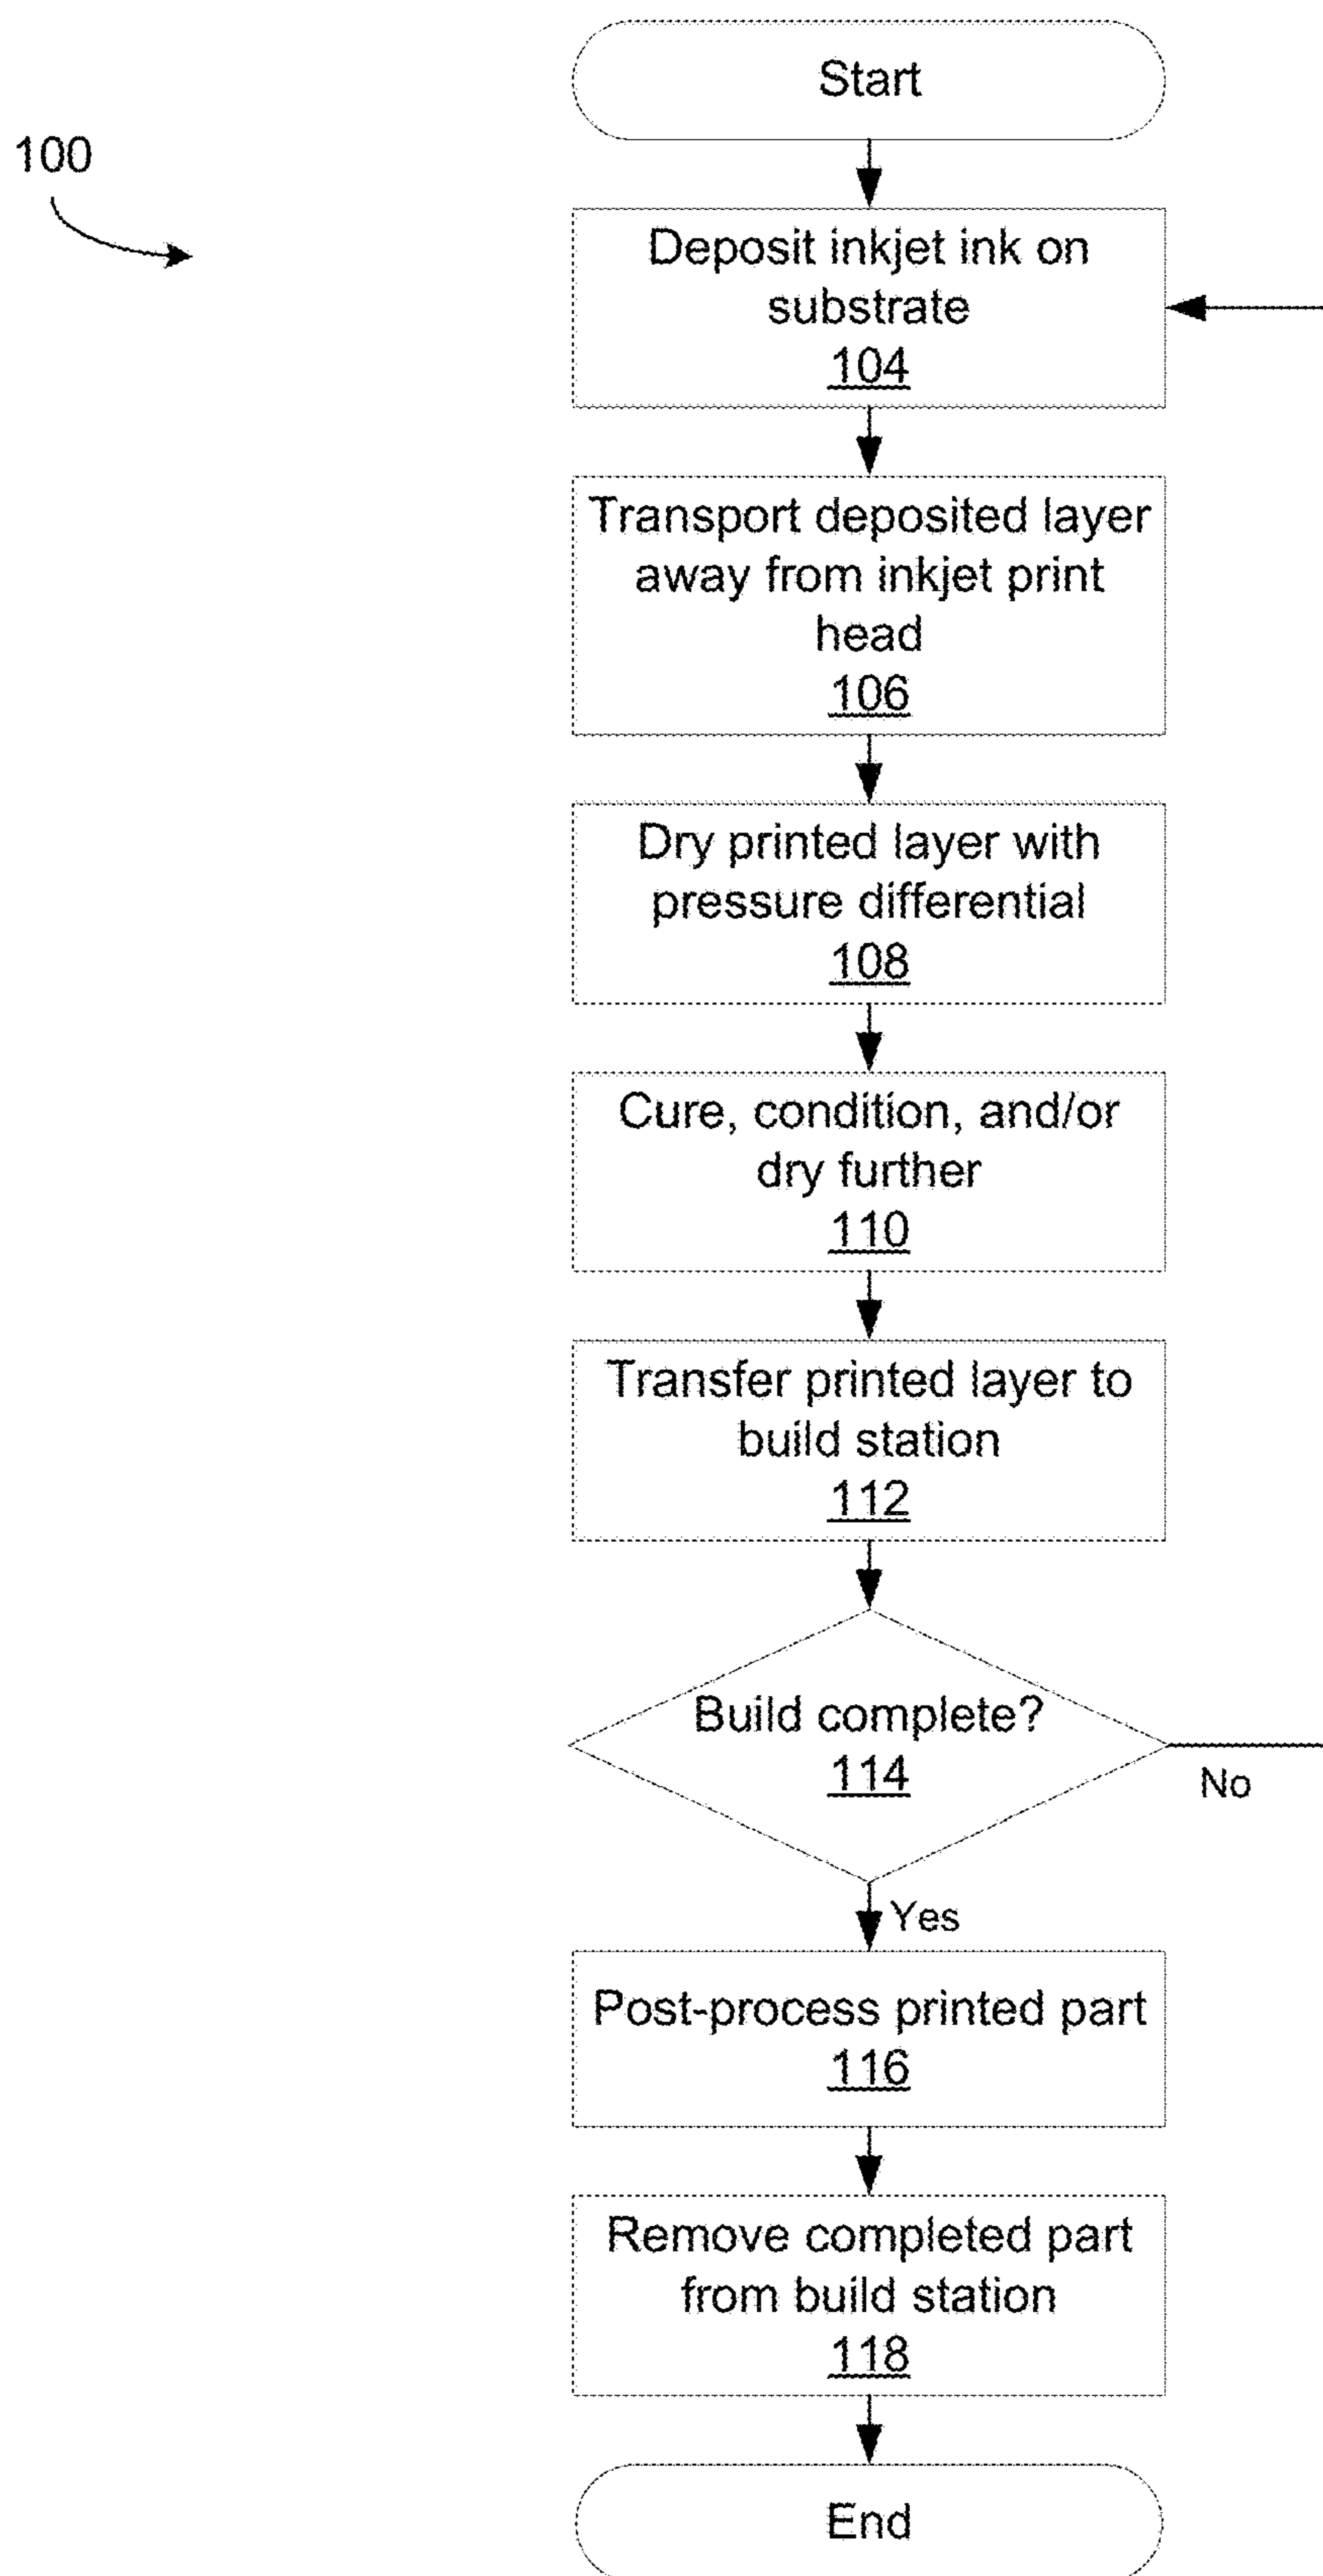 Start
100
Deposit inkjet ink on
substrate
104
Transport deposited layer
away from inkjet print
head
106
Dry printed layer with
pressure differential
108
Cure, condition, and/or
dry further
110
Transfer printed layer to
build station
112
Build complete?
114
No
Yes
Post-process printed part
116
Remove completed part
from build station
118
End